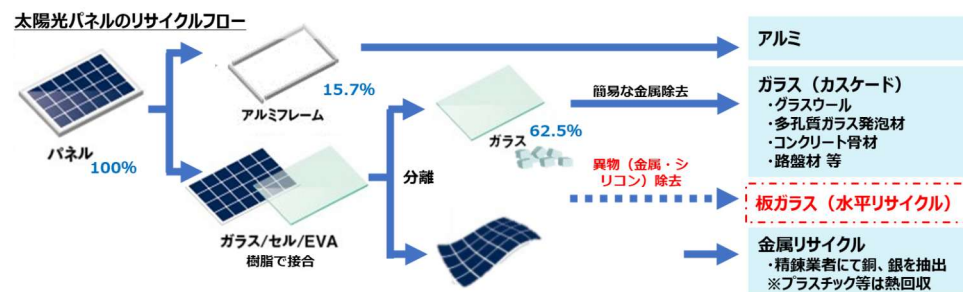 太陽光パネルのリサイクルフロー
パネル
100%
アルミフレーム
15.7%
ガラス/セル/EVA
樹脂で接合
分離
ガラス
62.5%
簡易な金属除去
異物（金属・シ
リコン）除去
アルミ
ガラス（カスケード）
・グラスウール
・多孔質ガラス発泡材
・コンクリート骨材
・路盤材 等
板ガラス（水平リサイクル）
金属リサイクル
・精錬業者にて銅、銀を抽出
※プラスチック等は熱回収